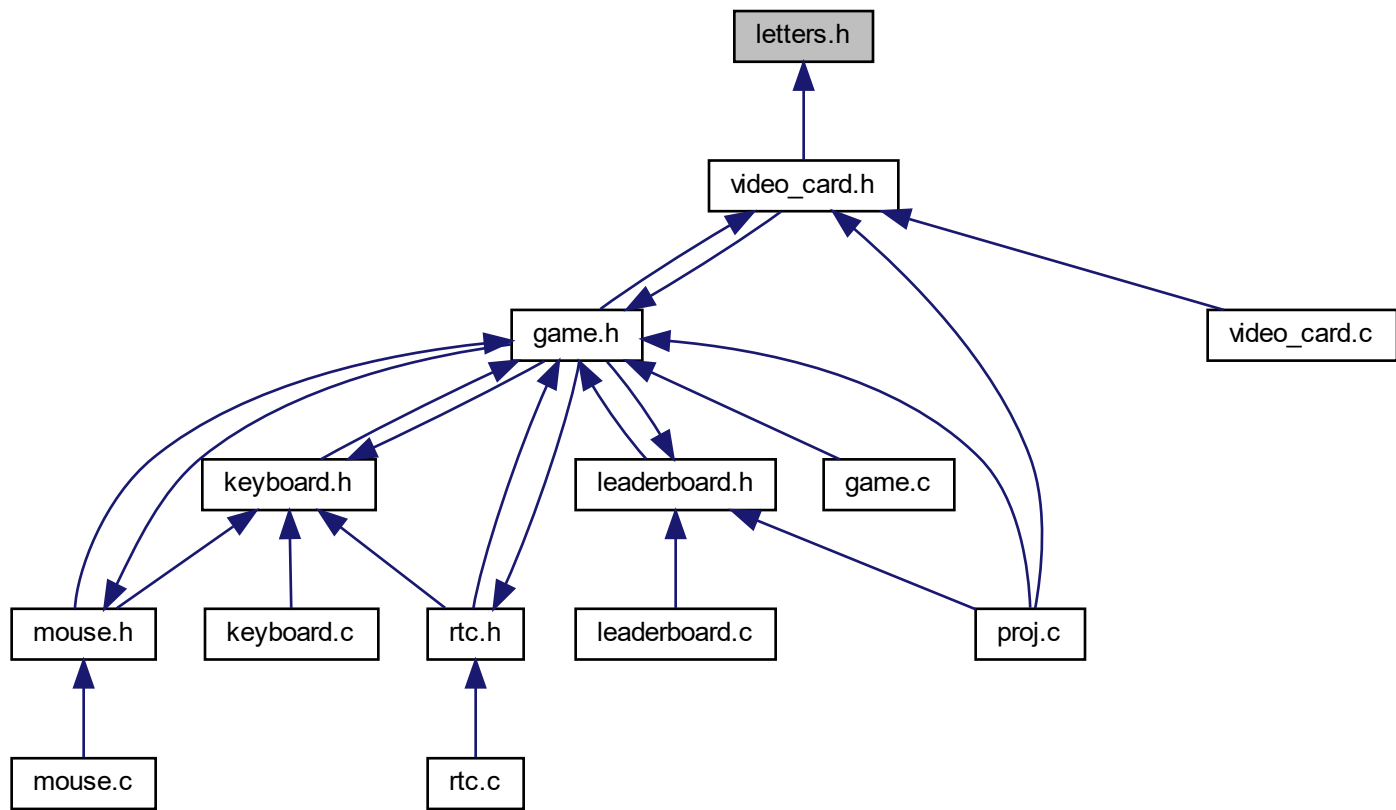 letters.h
video_card.h
game.h
video_card.c
keyboard.h
leaderboard.h
game.c
mouse.h
keyboard.c
rtc.h
leaderboard.c
proj.c
mouse.c
rtc.c